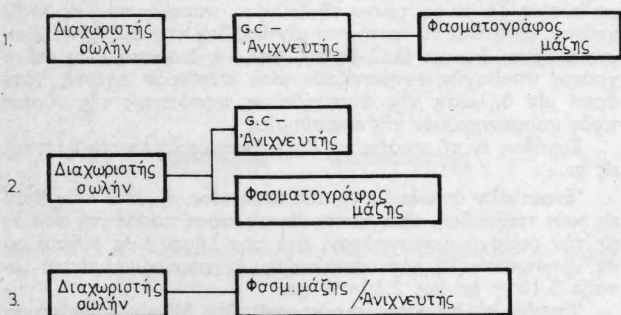 1.
Διαχωριστής
σωλήν
G.C –
Ἀνιχνευτής
Φασματογράφος
μάζης
2.
Διαχωριστής
σωλήν
G.C –
Ἀνιχνευτής
Φασματογράφος
μάζης
3.
Διαχωριστής
σωλήν
Φασμ. μάζης
/Ἀνιχνευτής